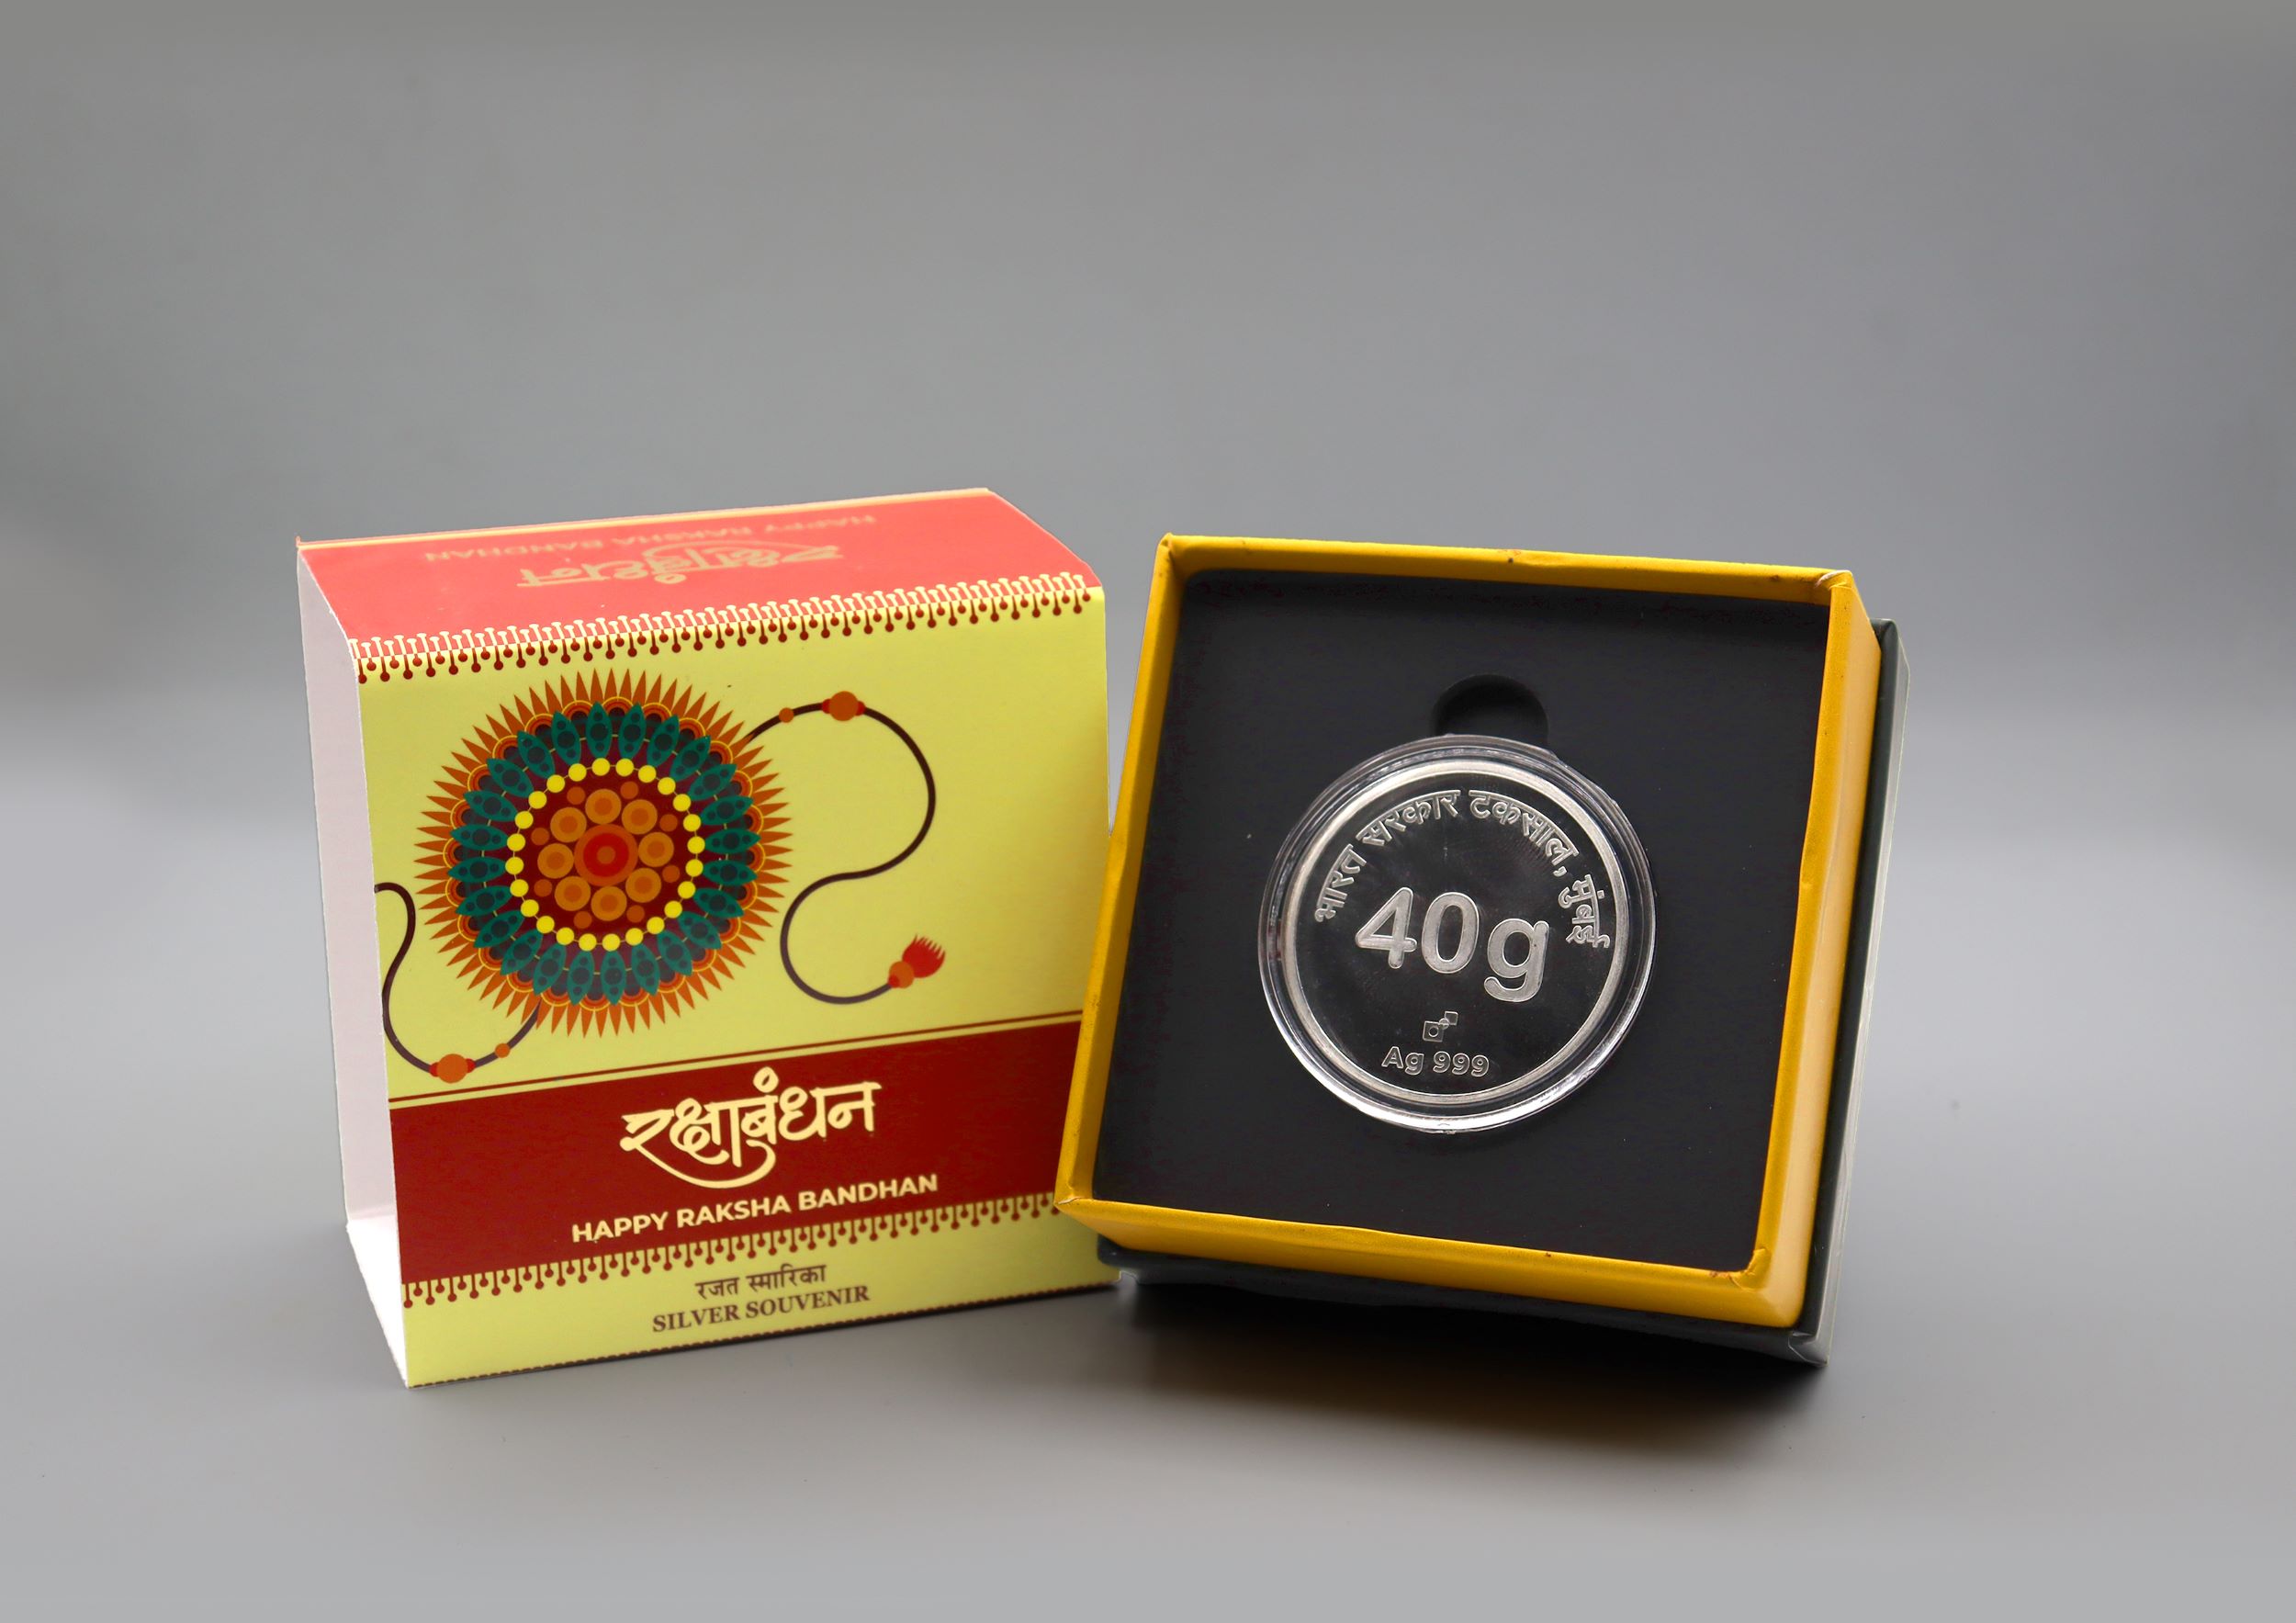 HAPPY RAKSHA BANDHAN
रक्षाबंधन
रक्षाबंधन
HAPPY RAKSHA BANDHAN
रजत स्मारिका
SILVER SOUVENIR
भारत सरकार टकसाल, मुंबई
40g
Ag 999